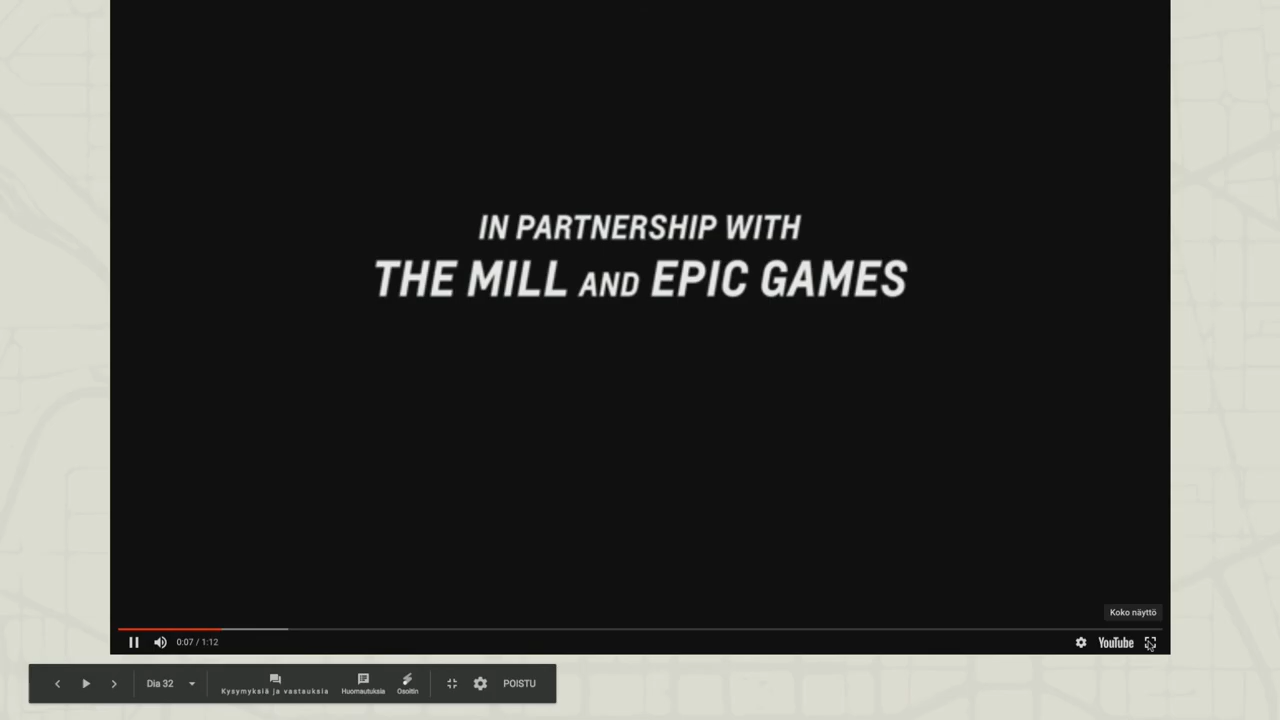 IN PARTNERSHIP WITH
THE MILL AND EPIC GAMES
Koko näyttö
0:07 / 1:12
YouTube
Dia 32
Kysymyksiä ja vastauksia
Huomautuksia
Osoitin
POISTU